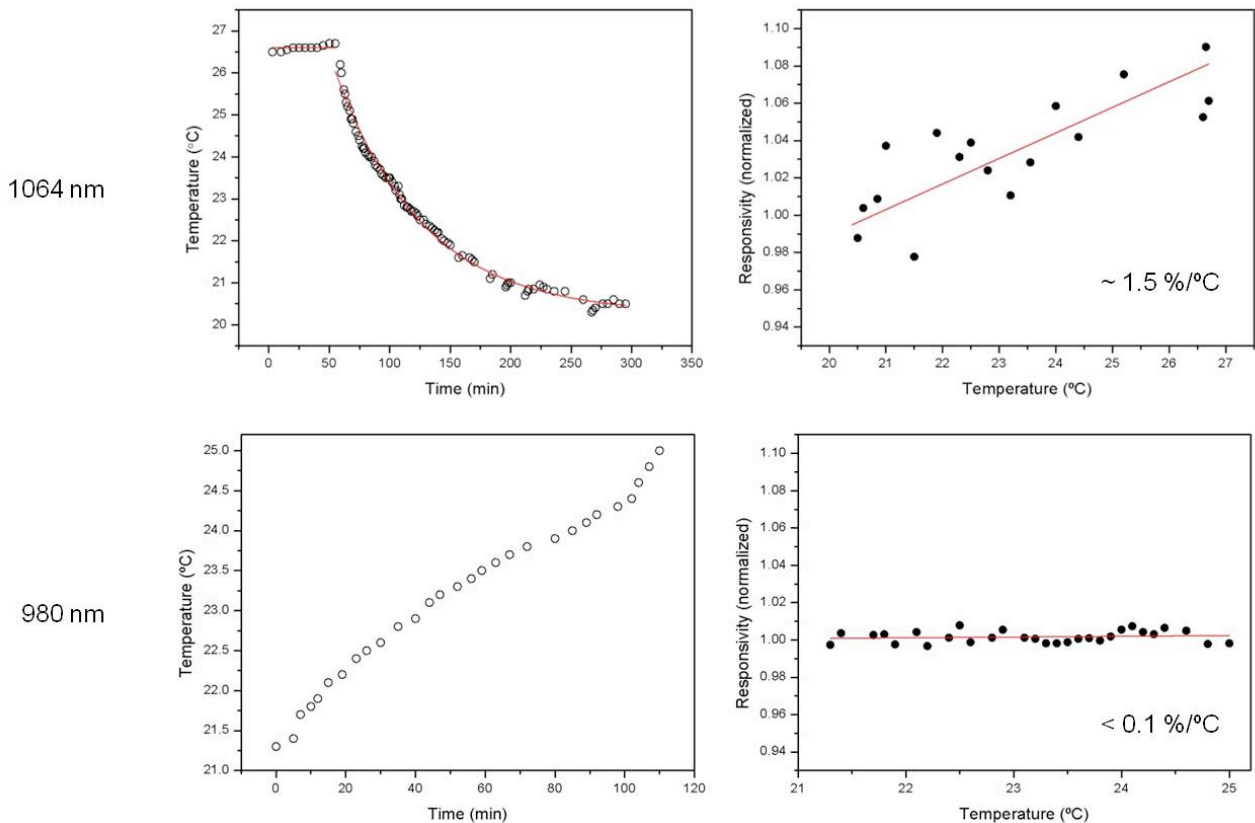 1064 nm
Temperature (°C)
27
26
25
24
23
22
21
20
0 50 100 150 200 250 300 350
Time (min)
Responsivity (normalized)
1.10
1.08
1.06
1.04
1.02
1.00
0.98
0.96
0.94
~ 1.5 %/ºC
20 21 22 23 24 25 26 27
Temperature (ºC)
980 nm
Temperature (ºC)
25.0
24.5
24.0
23.5
23.0
22.5
22.0
21.5
21.0
0 20 40 60 80 100 120
Time (min)
Responsivity (normalized)
1.10
1.08
1.06
1.04
1.02
1.00
0.98
0.96
0.94
< 0.1 %/ºC
21 22 23 24 25
Temperature (ºC)